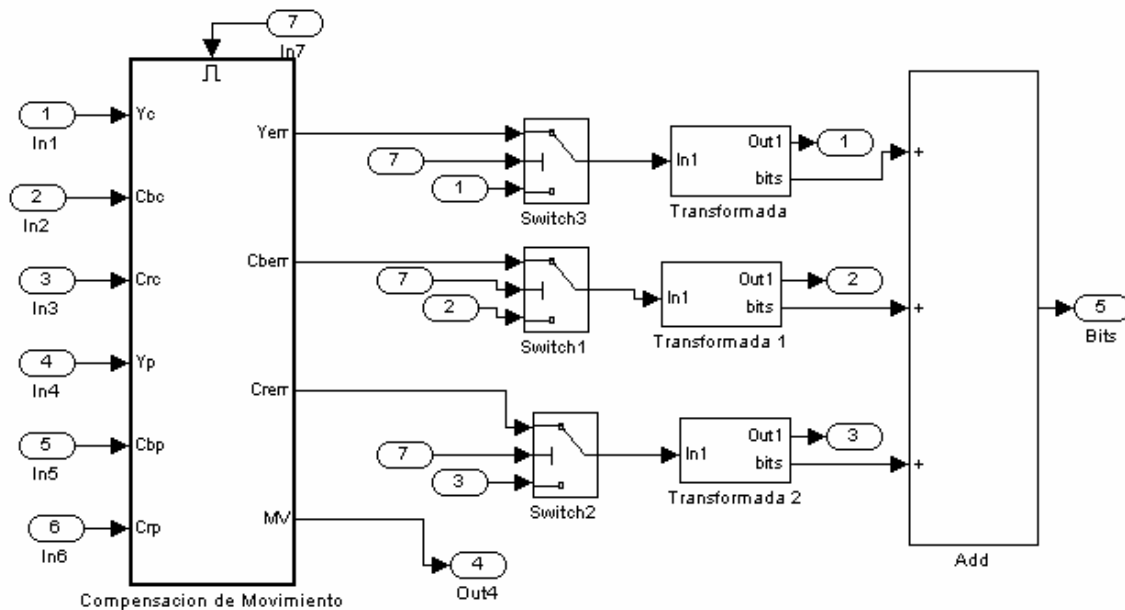 7
In7
1
Yc
In1
Yerr
7
1
Switch3
In1
Out1
bits
Transformada
1
+
2
Cbc
In2
3
Crc
In3
Cberr
7
2
Switch1
In1
Out1
bits
Transformada 1
2
+
5
Bits
4
Yp
In4
Crerr
7
3
Switch2
In1
Out1
bits
Transformada 2
3
+
5
Cbp
In5
6
Crp
In6
MV
4
Out4
Add
Compensacion de Movimiento